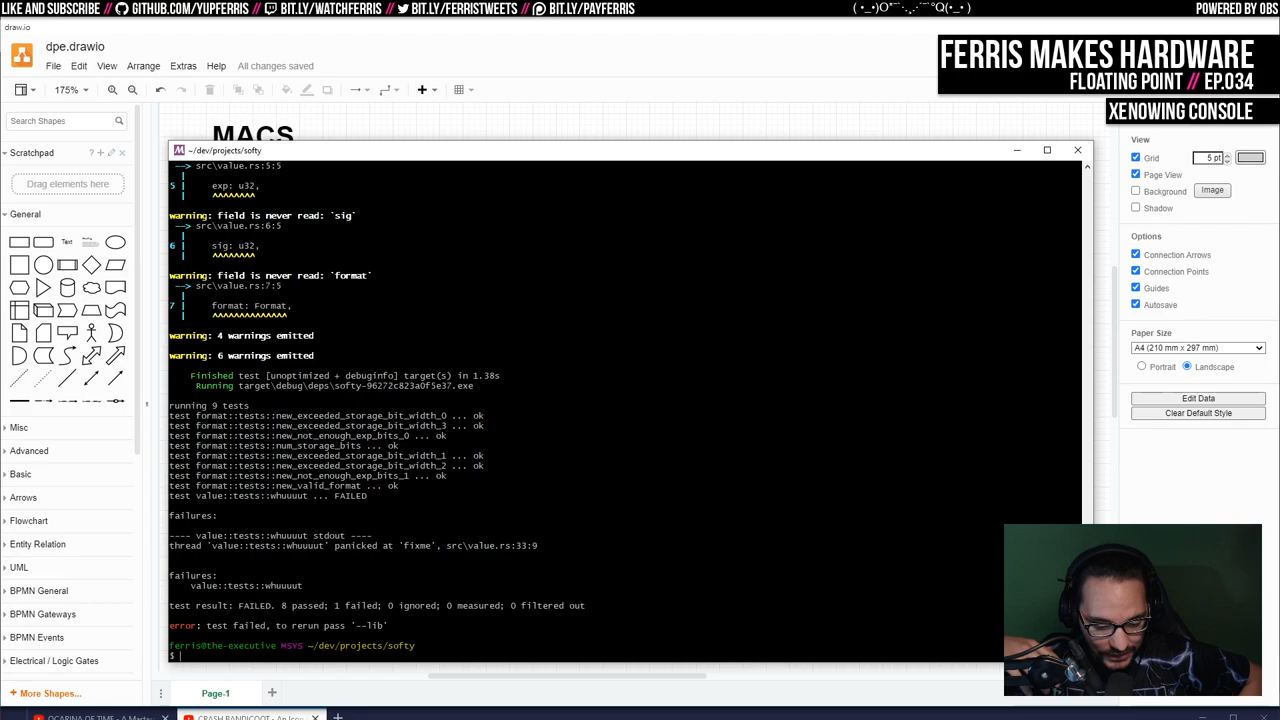 LIKE AND SUBSCRIBE // GITHUB.COM/YUPFERRIS // BIT.LY/WATCHFERRIS // BIT.LY/FERRISTWEETS // BIT.LY/PAYFERRIS
POWERED BY OBS
draw.io
dpe.drawio
File Edit View Arrange Extras Help All changes saved
FERRIS MAKES HARDWARE
FLOATING POINT // EP.034
XENOWING CONSOLE
175%
Search Shapes
Scratchpad
Drag elements here
General
Text
Misc
Advanced
Basic
Arrows
Flowchart
Entity Relation
UML
BPMN General
BPMN Gateways
BPMN Events
Electrical / Logic Gates
+ More Shapes...
MACS
~/dev/projects/softy
--> src\value.rs:5:5
|
5 | exp: u32,
| ^^^^^^^^
warning: field is never read: `sig`
--> src\value.rs:6:5
|
6 | sig: u32,
| ^^^^^^^^
warning: field is never read: `format`
--> src\value.rs:7:5
|
7 | format: Format,
| ^^^^^^^^^^^^^^
warning: 4 warnings emitted
warning: 6 warnings emitted
Finished test [unoptimized + debuginfo] target(s) in 1.38s
Running target\debug\deps\softy-96272c823a0f5e37.exe
running 9 tests
test format::tests::new_exceeded_storage_bit_width_0 ... ok
test format::tests::new_exceeded_storage_bit_width_3 ... ok
test format::tests::new_not_enough_exp_bits_0 ... ok
test format::tests::num_storage_bits ... ok
test format::tests::new_exceeded_storage_bit_width_1 ... ok
test format::tests::new_exceeded_storage_bit_width_2 ... ok
test format::tests::new_not_enough_exp_bits_1 ... ok
test format::tests::new_valid_format ... ok
test value::tests::whuuuut ... FAILED
failures:
---- value::tests::whuuuut stdout ----
thread 'value::tests::whuuuut' panicked at 'fixme', src\value.rs:33:9
failures:
value::tests::whuuuut
test result: FAILED. 8 passed; 1 failed; 0 ignored; 0 measured; 0 filtered out
error: test failed, to rerun pass '--lib'
ferris@the-executive MSYS ~/dev/projects/softy
$
View
Grid 5 pt
Page View
Background Image
Shadow
Options
Connection Arrows
Connection Points
Guides
Autosave
Paper Size
A4 (210 mm x 297 mm)
Portrait Landscape
Edit Data
Clear Default Style
Page-1
OCARINA OF TIME - A Maste
CRASH BANDICOOT - An Ico